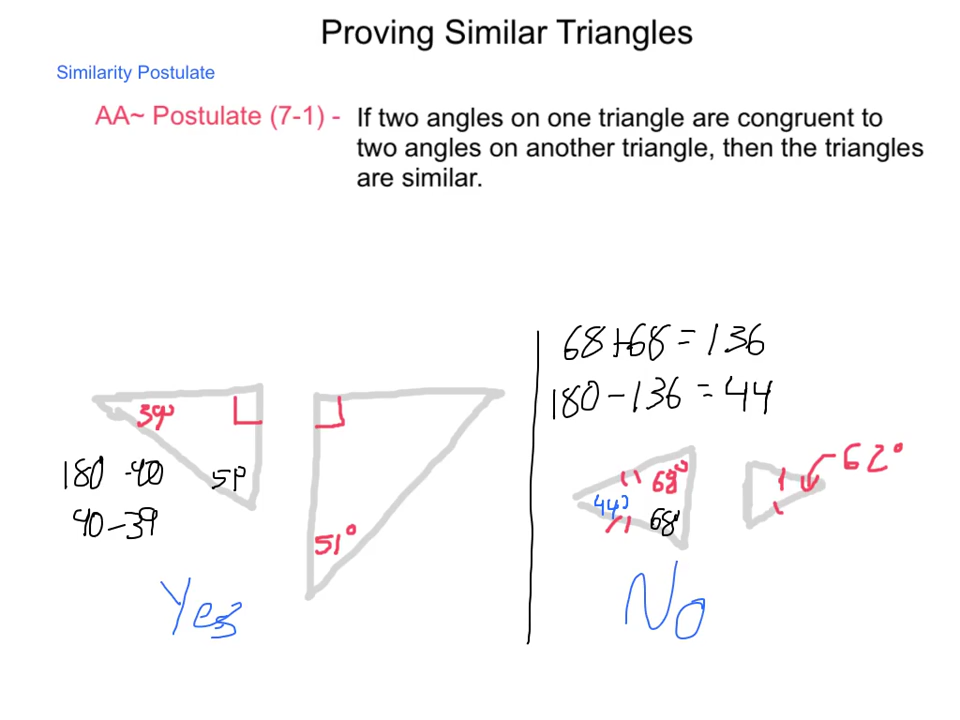 Proving Similar Triangles
Similarity Postulate
AA~ Postulate (7-1) - If two angles on one triangle are congruent to
two angles on another triangle, then the triangles
are similar.
68+68=136
180-136=44
39°
180 -90
51°
90-39
51°
Yes
68°
44°
68°
62°
No